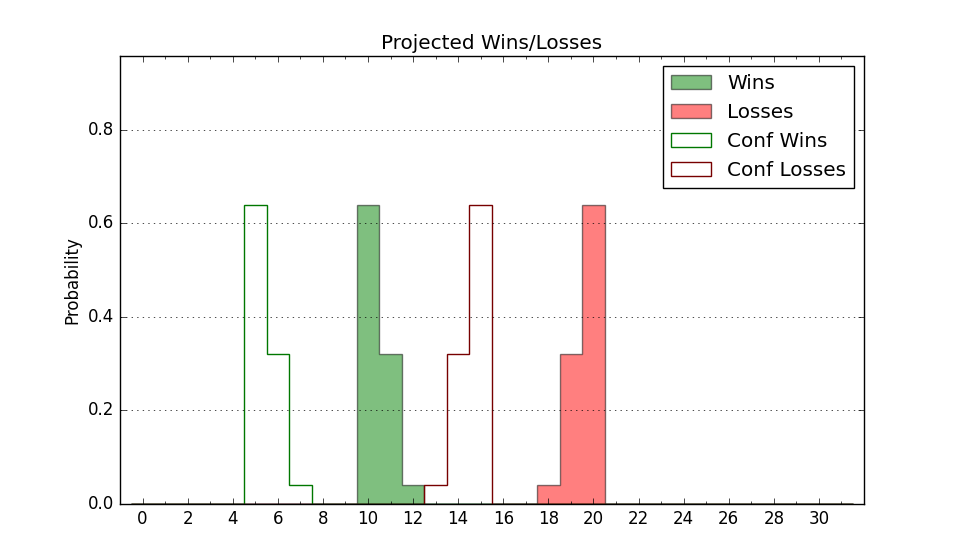 Projected Wins/Losses
Wins
Losses
Conf Wins
Conf Losses
Probability
0.8
0.6
0.4
0.2
0.0
0 2 4 6 8 10 12 14 16 18 20 22 24 26 28 30